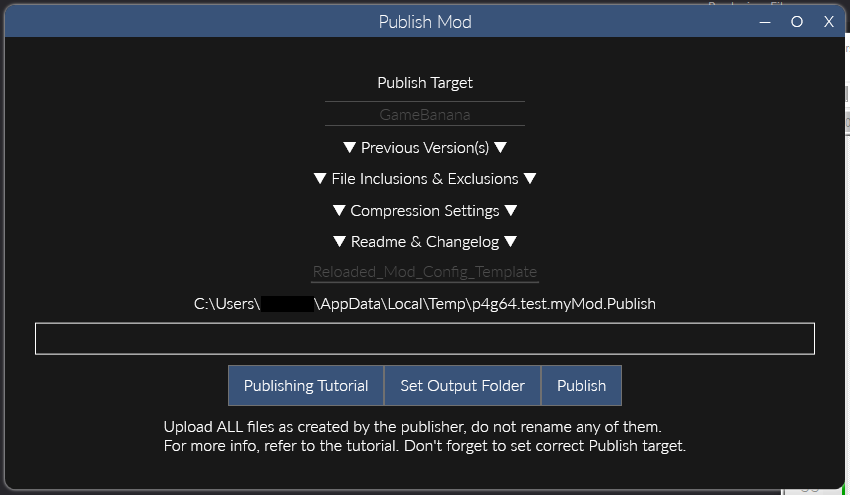 Publish Mod
Publish Target
GameBanana
▼ Previous Version(s) ▼
▼ File Inclusions & Exclusions ▼
▼ Compression Settings ▼
▼ Readme & Changelog ▼
Reloaded_Mod_Config_Template
C:\Users\ \AppData\Local\Temp\p4g64.test.myMod.Publish
Publishing Tutorial
Set Output Folder
Publish
Upload ALL files as created by the publisher, do not rename any of them.
For more info, refer to the tutorial. Don't forget to set correct Publish target.